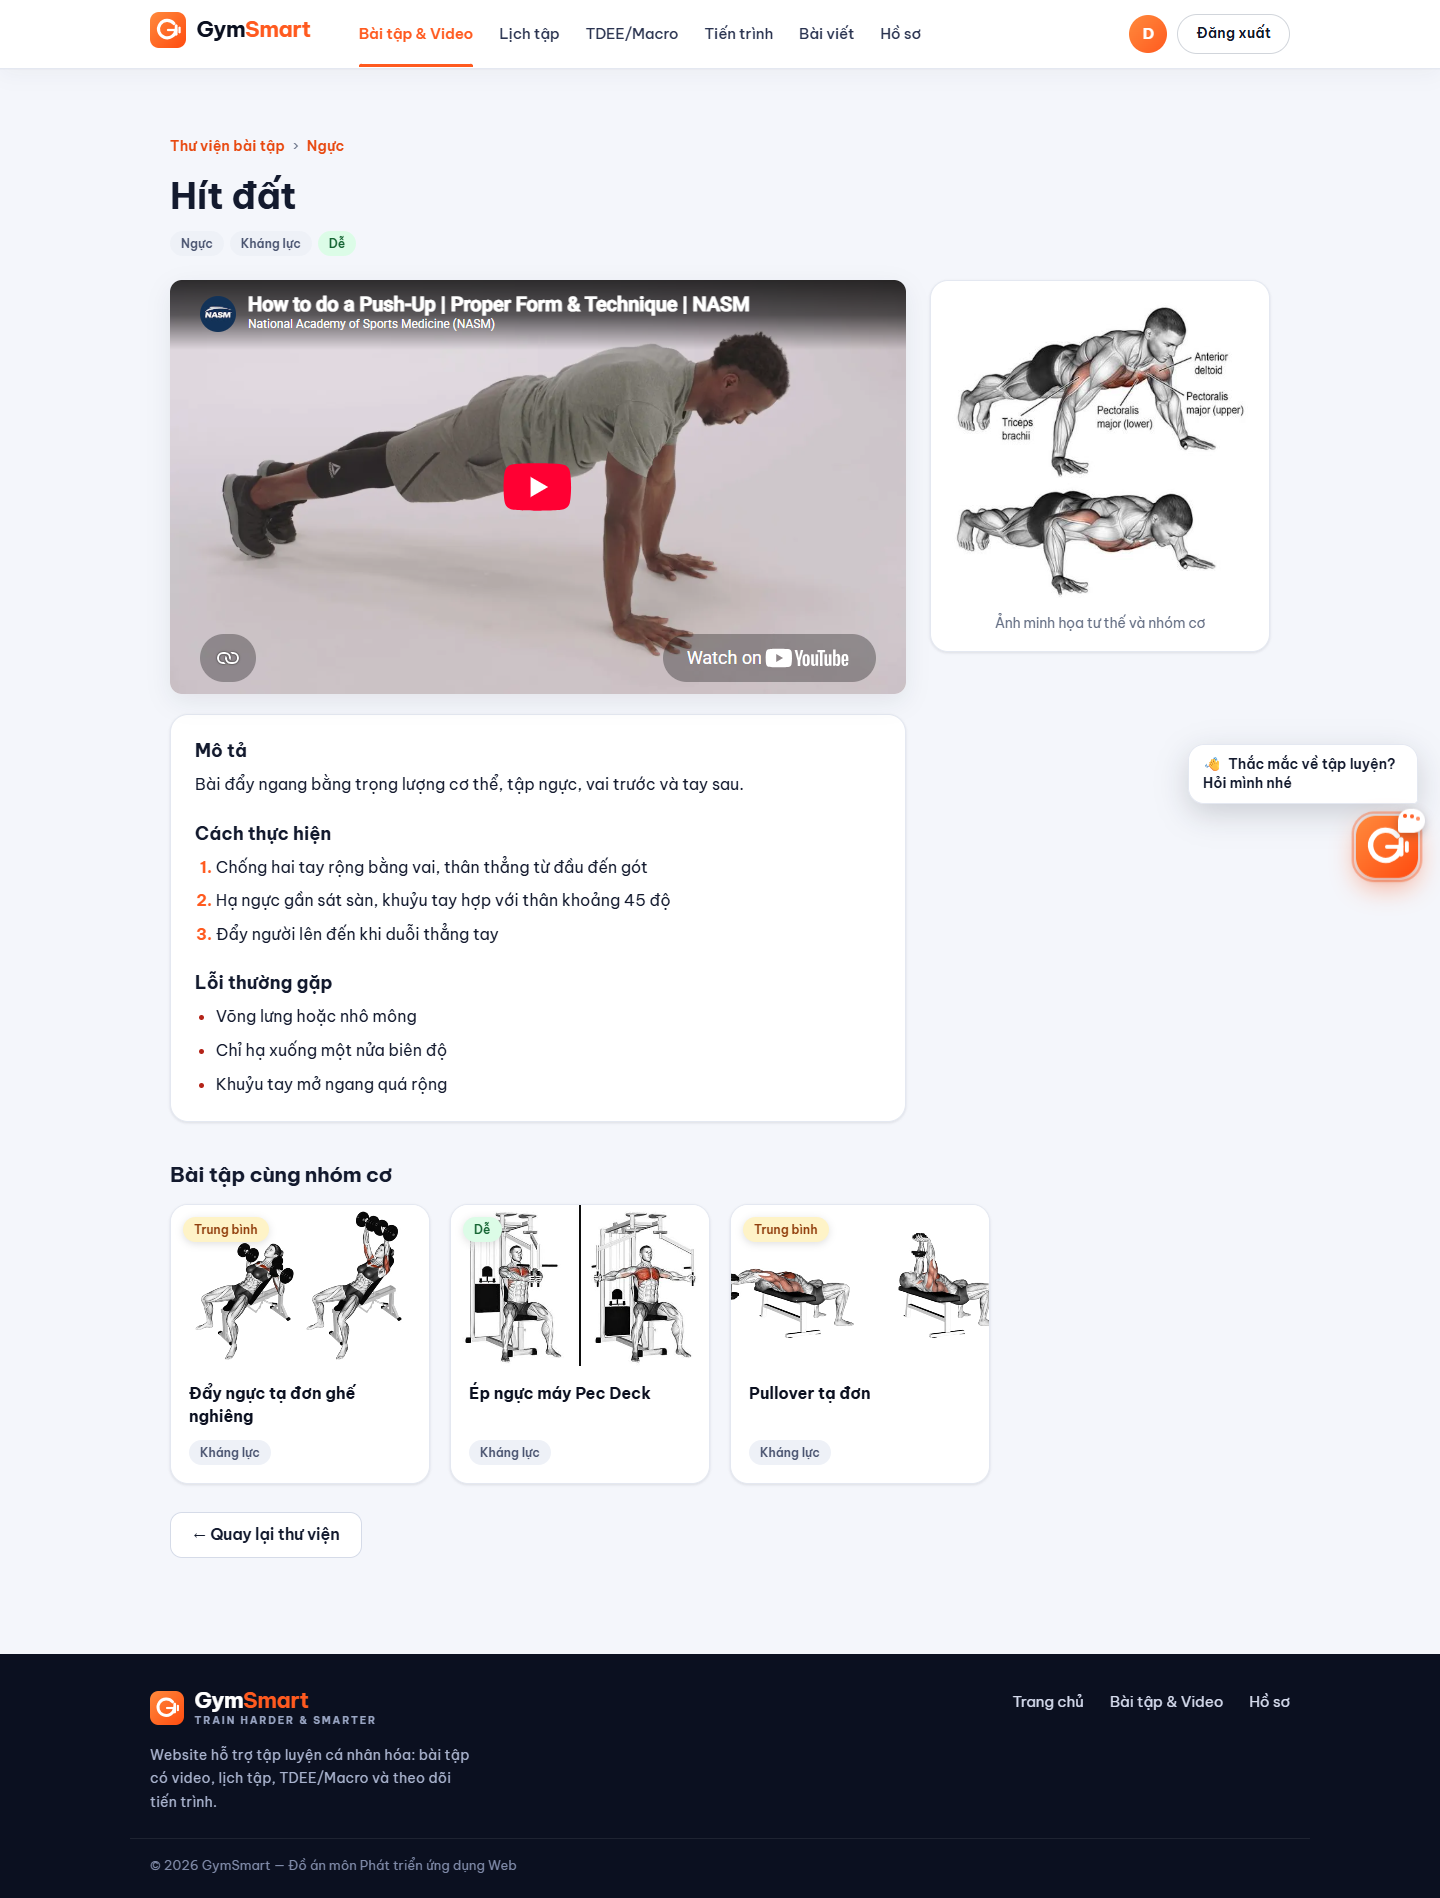 GymSmart
Bài tập & Video
Lịch tập
TDEE/Macro
Tiến trình
Bài viết
Hồ sơ
D
Đăng xuất
Thư viện bài tập › Ngực
Hít đất
Ngực
Kháng lực
Dễ
NASM
How to do a Push-Up | Proper Form & Technique | NASM
National Academy of Sports Medicine (NASM)
Watch on YouTube
Anterior
deltoid
Pectoralis
major (upper)
Pectoralis
major (lower)
Triceps
brachii
Ảnh minh họa tư thế và nhóm cơ
Mô tả
Bài đẩy ngang bằng trọng lượng cơ thể, tập ngực, vai trước và tay sau.
Cách thực hiện
1. Chống hai tay rộng bằng vai, thân thẳng từ đầu đến gót
2. Hạ ngực gần sát sàn, khuỷu tay hợp với thân khoảng 45 độ
3. Đẩy người lên đến khi duỗi thẳng tay
Lỗi thường gặp
• Võng lưng hoặc nhô mông
• Chỉ hạ xuống một nửa biên độ
• Khuỷu tay mở ngang quá rộng
👋 Thắc mắc về tập luyện?
Hỏi mình nhé
Bài tập cùng nhóm cơ
Trung bình
Đẩy ngực tạ đơn ghế
nghiêng
Kháng lực
Dễ
Ép ngực máy Pec Deck
Kháng lực
Trung bình
Pullover tạ đơn
Kháng lực
← Quay lại thư viện
GymSmart
TRAIN HARDER & SMARTER
Website hỗ trợ tập luyện cá nhân hóa: bài tập
có video, lịch tập, TDEE/Macro và theo dõi
tiến trình.
Trang chủ
Bài tập & Video
Hồ sơ
© 2026 GymSmart — Đồ án môn Phát triển ứng dụng Web